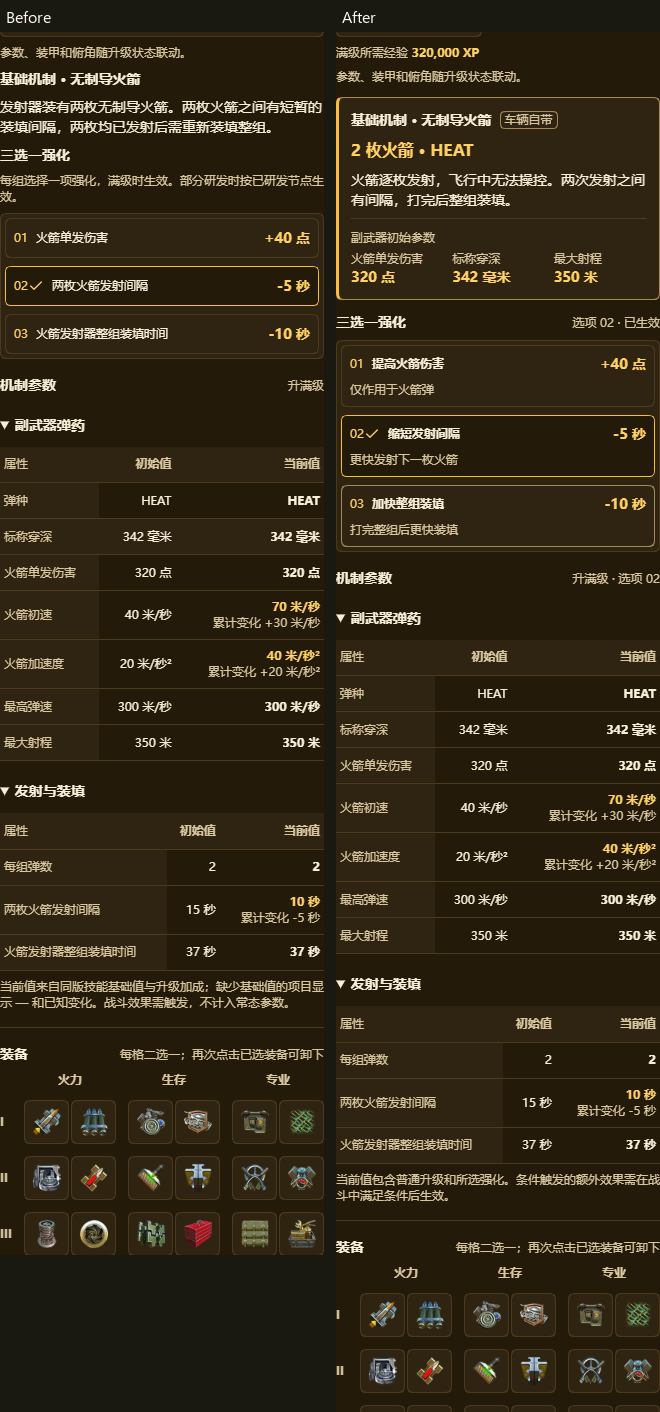 Before
参数、装甲和俯角随升级状态联动。
基础机制 • 无制导火箭
发射器装有两枚无制导火箭。两枚火箭之间有短暂的
装填间隔，两枚均已发射后需重新装填整组。
三选一强化
每组选择一项强化，满级时生效。部分研发时按已研发节点生
效。
01 火箭单发伤害 +40 点
02✓ 两枚火箭发射间隔 -5 秒
03 火箭发射器整组装填时间 -10 秒
机制参数 升满级
▼ 副武器弹药
属性 初始值 当前值
弹种 HEAT HEAT
标称穿深 342 毫米 342 毫米
火箭单发伤害 320 点 320 点
火箭初速 40 米/秒 70 米/秒
累计变化 +30 米/秒
火箭加速度 20 米/秒² 40 米/秒²
累计变化 +20 米/秒²
最高弹速 300 米/秒 300 米/秒
最大射程 350 米 350 米
▼ 发射与装填
属性 初始值 当前值
每组弹数 2 2
两枚火箭发射间隔 15 秒 10 秒
累计变化 -5 秒
火箭发射器整组装填时间 37 秒 37 秒
当前值来自同版技能基础值与升级加成；缺少基础值的项目显
示 — 和已知变化。战斗效果需触发，不计入常态参数。
装备 每格二选一；再次点击已选装备可卸下
火力 生存 专业
I
II
III
After
满级所需经验 320,000 XP
参数、装甲和俯角随升级状态联动。
基础机制 • 无制导火箭 车辆自带
2 枚火箭 • HEAT
火箭逐枚发射，飞行中无法操控。两次发射之间
有间隔，打完后整组装填。
副武器初始参数
火箭单发伤害 标称穿深 最大射程
320 点 342 毫米 350 米
三选一强化 选项 02 · 已生效
01 提高火箭伤害 +40 点
仅作用于火箭弹
02✓ 缩短发射间隔 -5 秒
更快发射下一枚火箭
03 加快整组装填 -10 秒
打完整组后更快装填
机制参数 升满级 · 选项 02
▼ 副武器弹药
属性 初始值 当前值
弹种 HEAT HEAT
标称穿深 342 毫米 342 毫米
火箭单发伤害 320 点 320 点
火箭初速 40 米/秒 70 米/秒
累计变化 +30 米/秒
火箭加速度 20 米/秒² 40 米/秒²
累计变化 +20 米/秒²
最高弹速 300 米/秒 300 米/秒
最大射程 350 米 350 米
▼ 发射与装填
属性 初始值 当前值
每组弹数 2 2
两枚火箭发射间隔 15 秒 10 秒
累计变化 -5 秒
火箭发射器整组装填时间 37 秒 37 秒
当前值包含普通升级和所选强化。条件触发的额外效果需在战
斗中满足条件后生效。
装备 每格二选一；再次点击已选装备可卸下
火力 生存 专业
I
II